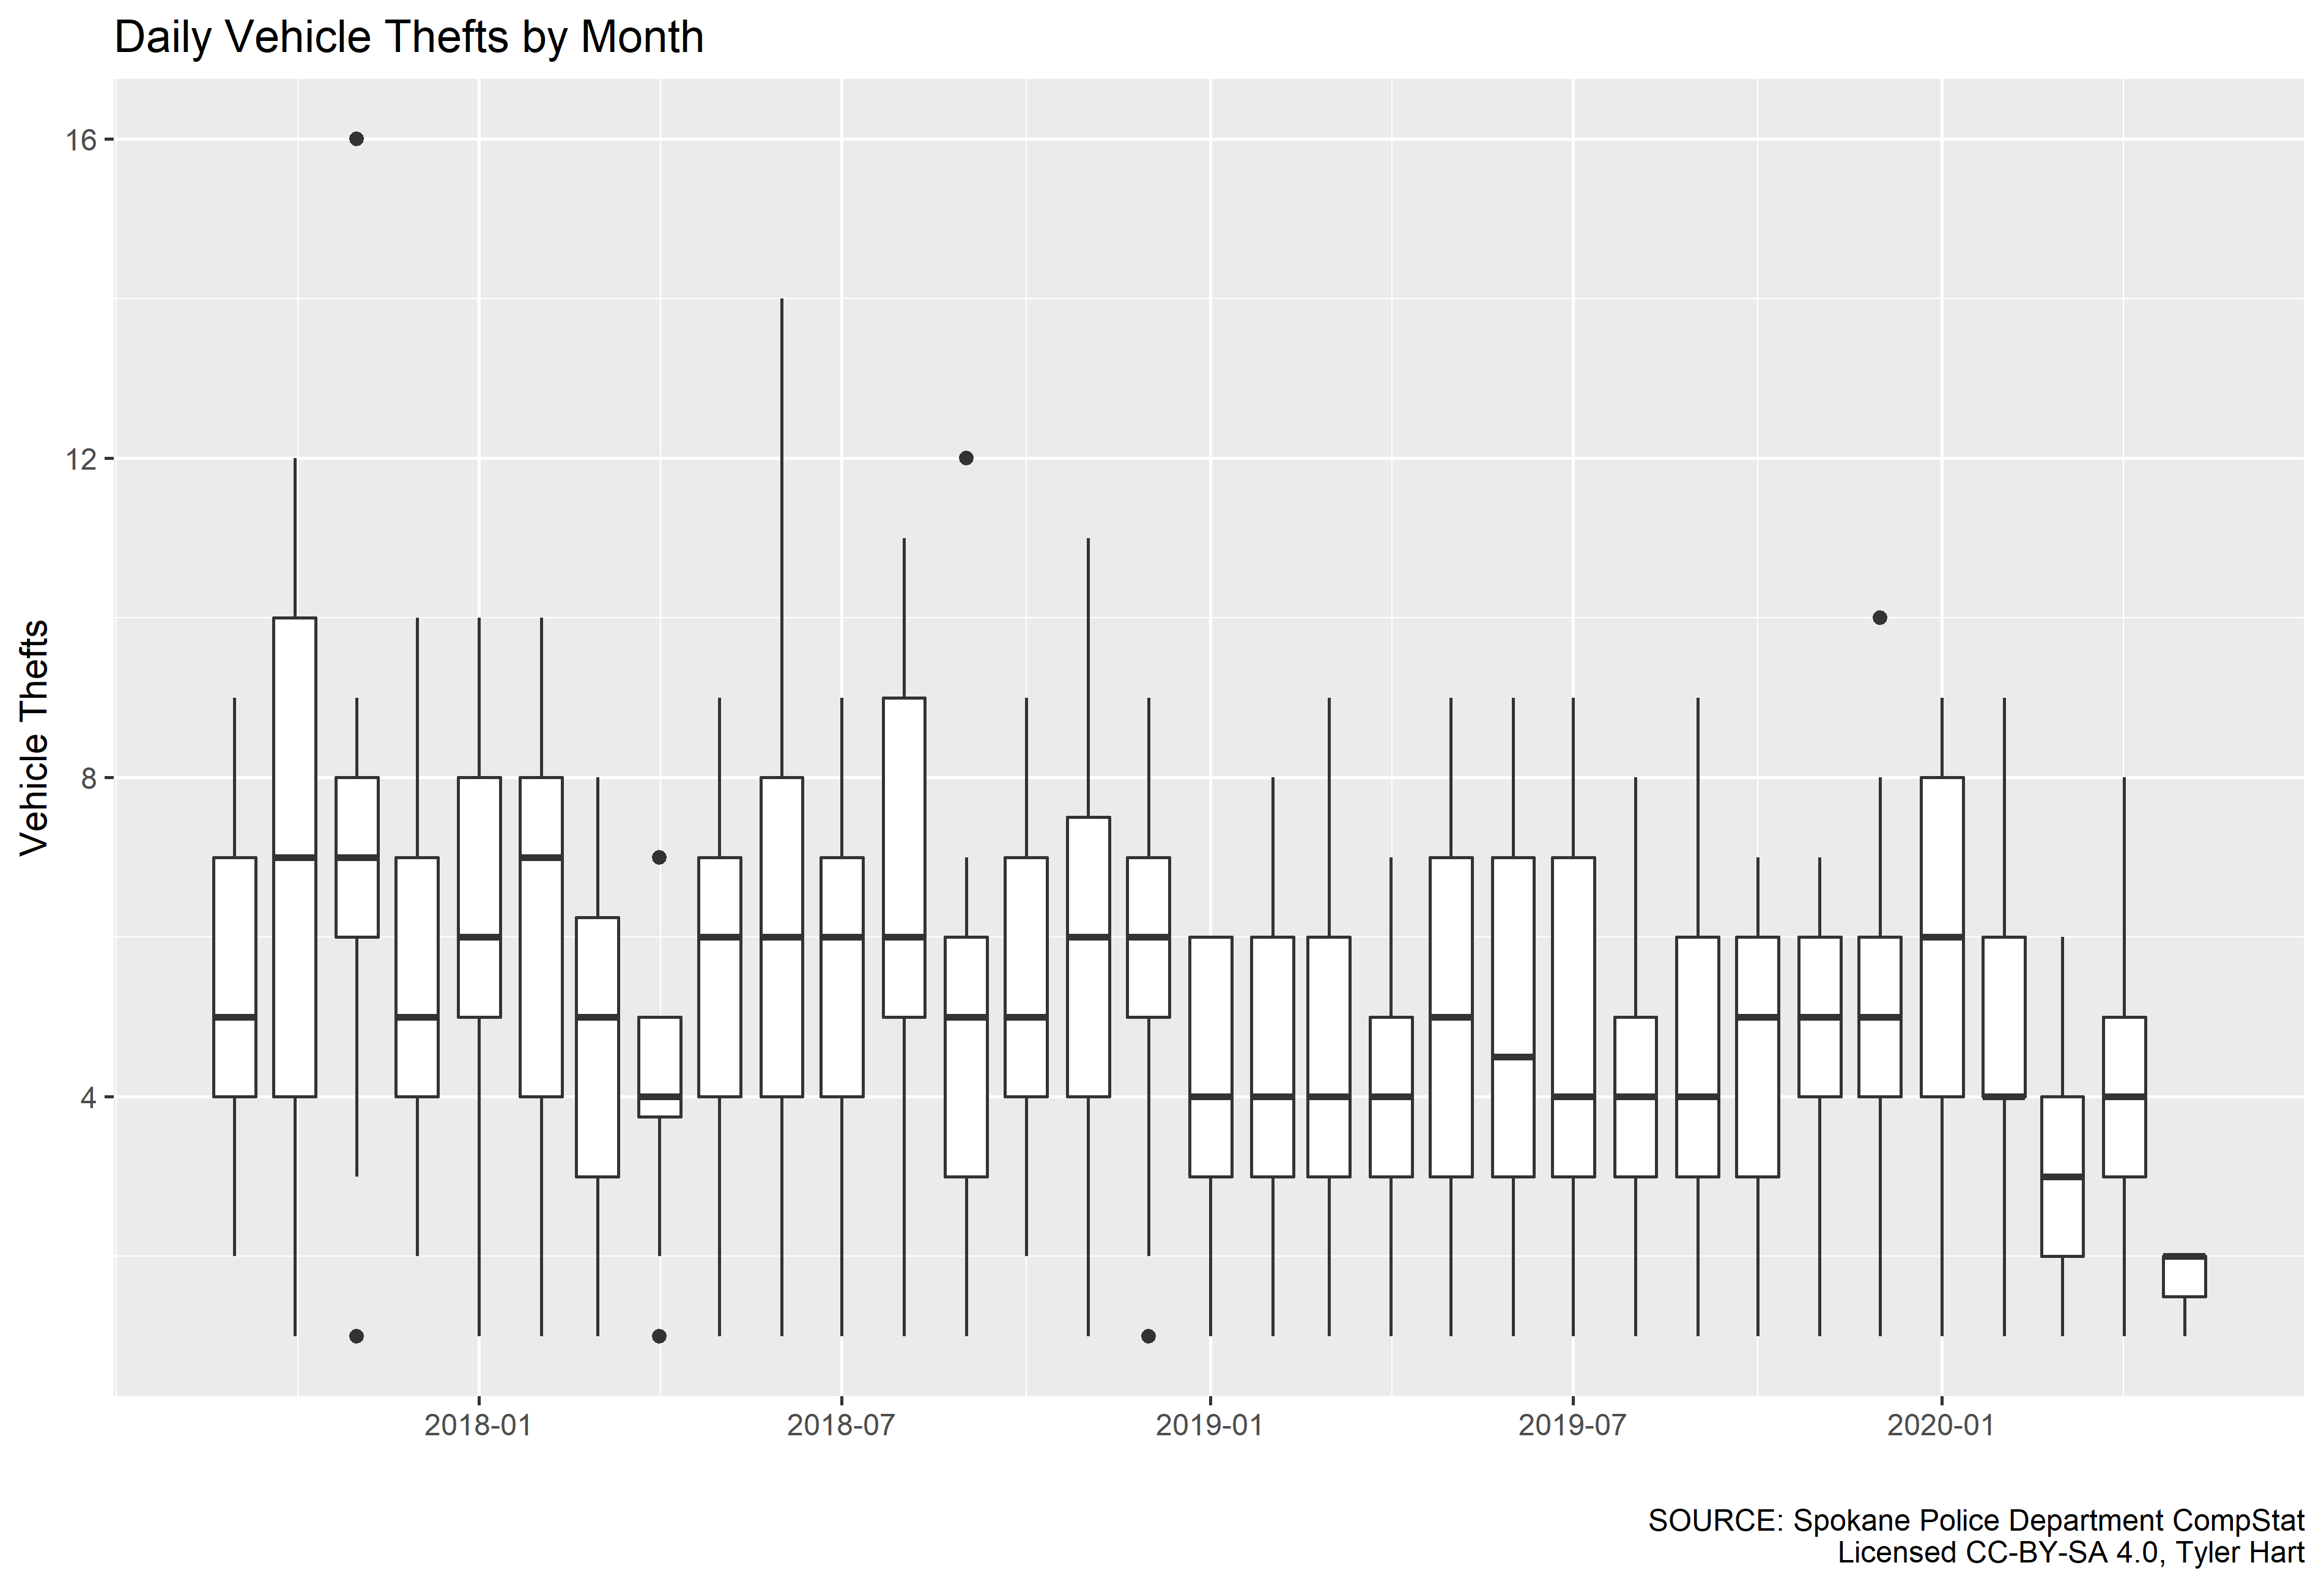 Daily Vehicle Thefts by Month
Vehicle Thefts
16
12
8
4
2018-01
2018-07
2019-01
2019-07
2020-01
SOURCE: Spokane Police Department CompStat
Licensed CC-BY-SA 4.0, Tyler Hart